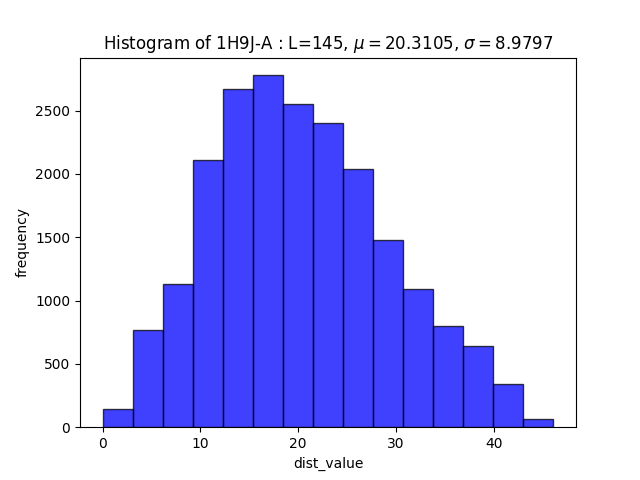 Histogram of 1H9J-A : L=145, μ = 20.3105, σ = 8.9797
2500
2000
1500
1000
500
0
frequency
0 10 20 30 40
dist_value